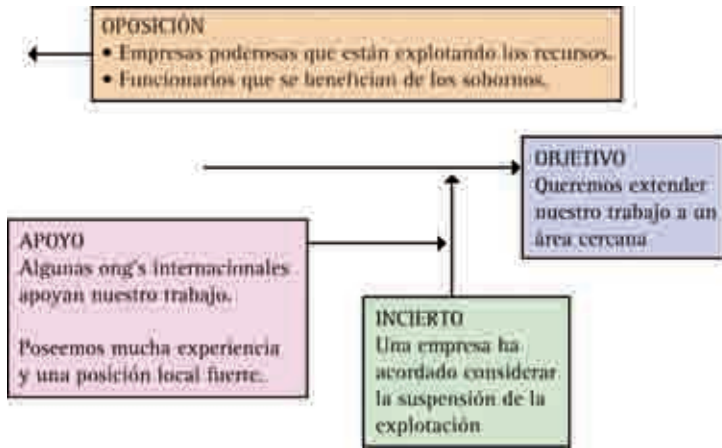 OPOSICIÓN
• Empresas poderosas que están explotando los recursos.
• Funcionarios que se benefician de los sobornos.
OBJETIVO
Queremos extender
nuestro trabajo a un
área cercana
APOYO
Algunas ong's internacionales
apoyan nuestro trabajo.
Poseemos mucha experiencia
y una posición local fuerte.
INCIERTO
Una empresa ha
acordado considerar
la suspensión de la
explotación